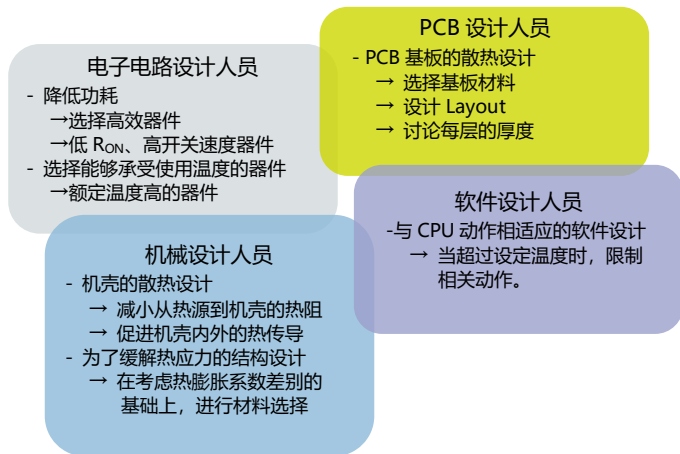 电子电路设计人员
- 降低功耗
→选择高效器件
→低 RON、高开关速度器件
- 选择能够承受使用温度的器件
→额定温度高的器件
PCB 设计人员
- PCB 基板的散热设计
→ 选择基板材料
→ 设计 Layout
→ 讨论每层的厚度
机械设计人员
- 机壳的散热设计
→ 减小从热源到机壳的热阻
→ 促进机壳内外的热传导
- 为了缓解热应力的结构设计
→ 在考虑热膨胀系数差别的
基础上，进行材料选择
软件设计人员
-与 CPU 动作相适应的软件设计
→ 当超过设定温度时，限制
相关动作。